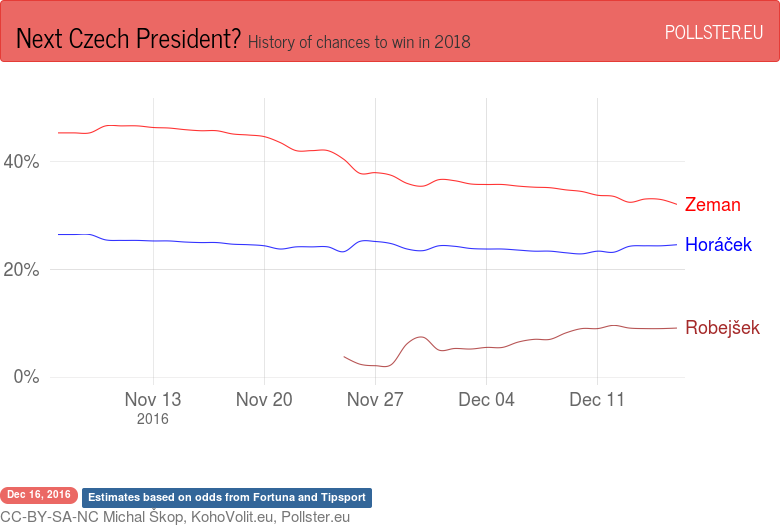 Next Czech President? History of chances to win in 2018 POLLSTER.EU
40%
Zeman
Horáček
20%
Robejšek
0%
Nov 13 Nov 20 Nov 27 Dec 04 Dec 11
2016
Dec 16, 2016 Estimates based on odds from Fortuna and Tipsport
CC-BY-SA-NC Michal Škop, KohoVolit.eu, Pollster.eu